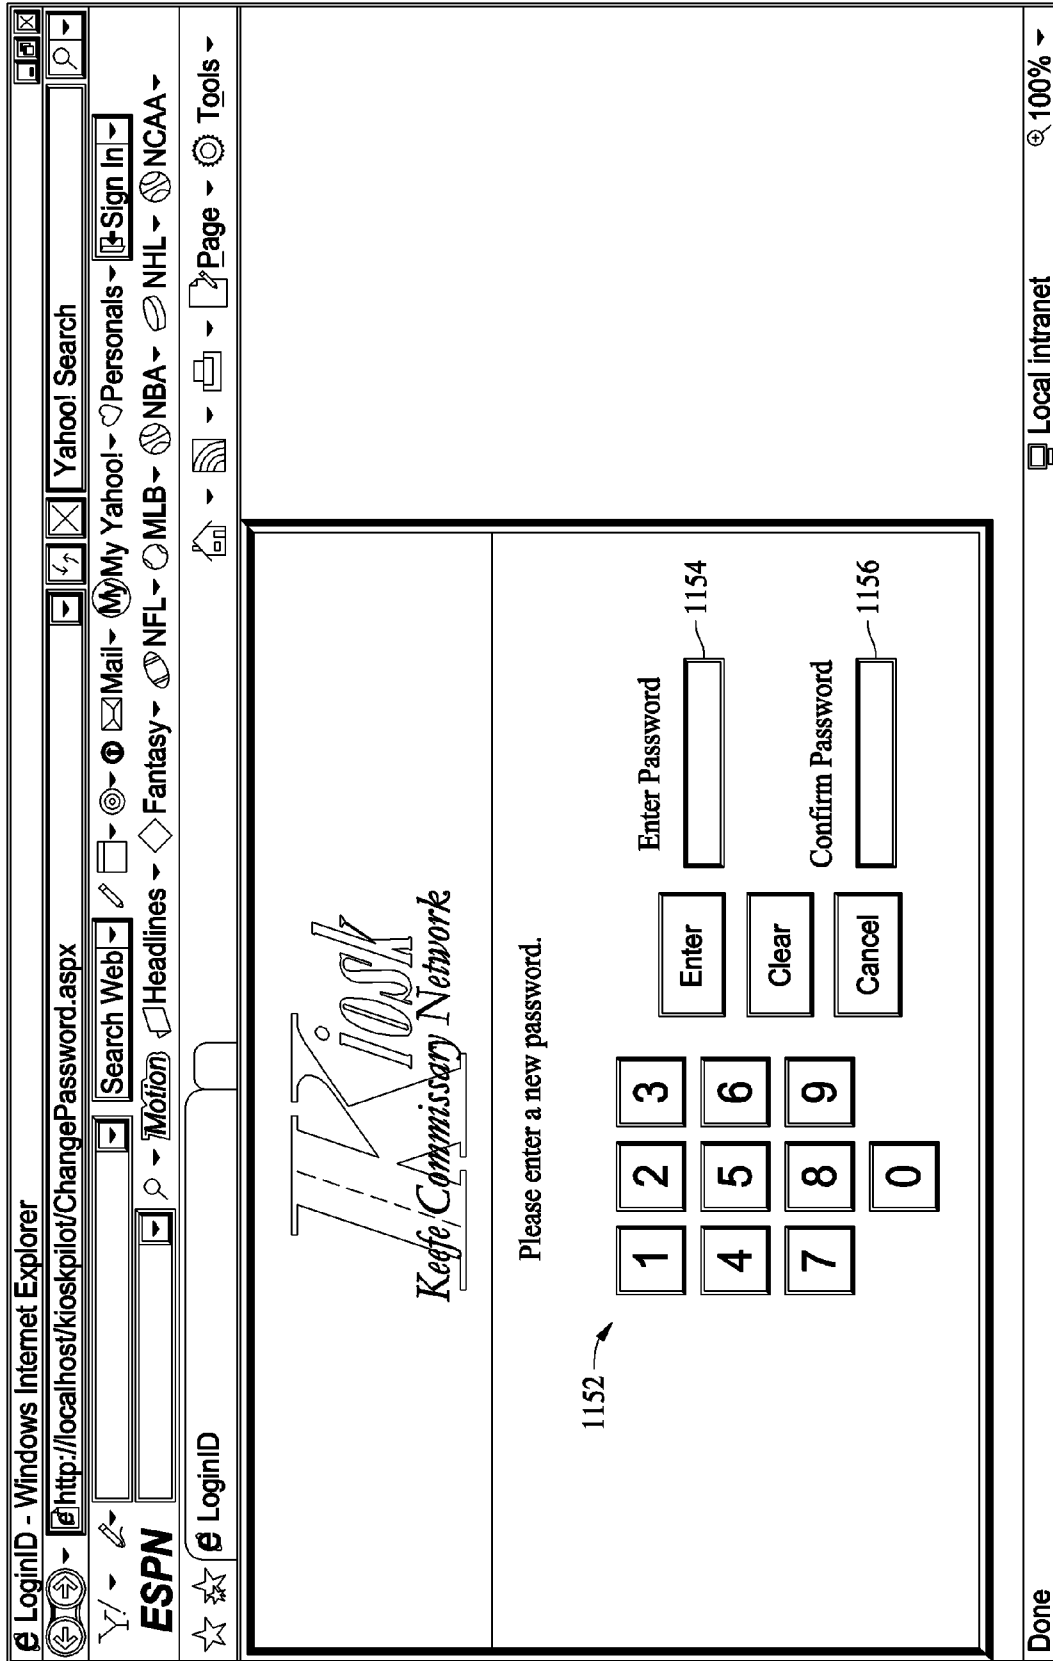 LoginID - Windows Internet Explorer
http://localhost/kioskpilot/ChangePassword.aspx
Yahoo! Search
Y!
Search Web
Mail
My
My Yahoo!
Personals
Sign In
ESPN
Motion
Headlines
Fantasy
NFL
MLB
NBA
NHL
NCAA
LoginID
Page
Tools
Kiosk
Keefe Commissary Network
Please enter a new password.
1152
1 2 3
4 5 6
7 8 9
0
Enter
Clear
Cancel
Enter Password
1154
Confirm Password
1156
Done
Local intranet
100%